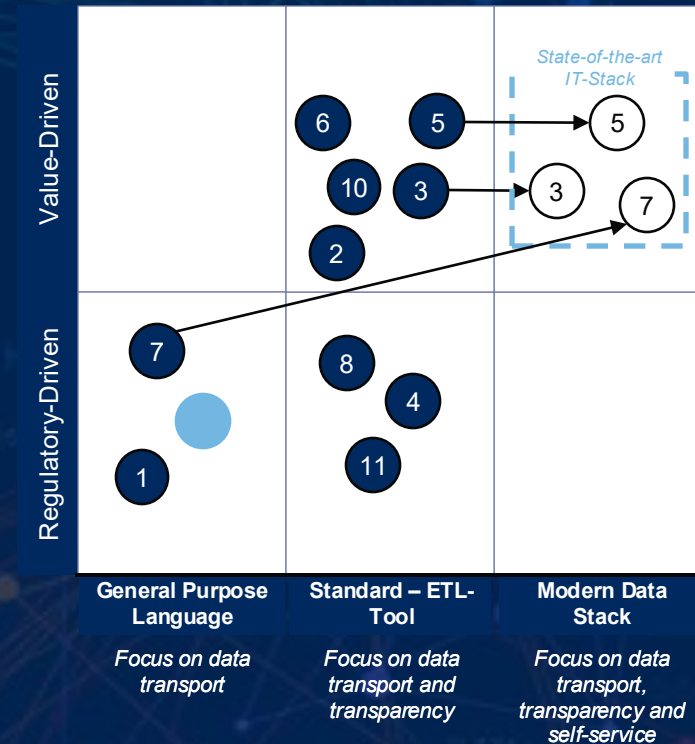 Value-Driven
Regulatory-Driven
State-of-the-art
IT-Stack
6
5
5
10
3
3
7
2
7
8
4
11
1
General Purpose
Language
Standard – ETL-
Tool
Modern Data
Stack
Focus on data
transport
Focus on data
transport and
transparency
Focus on data
transport,
transparency and
self-service